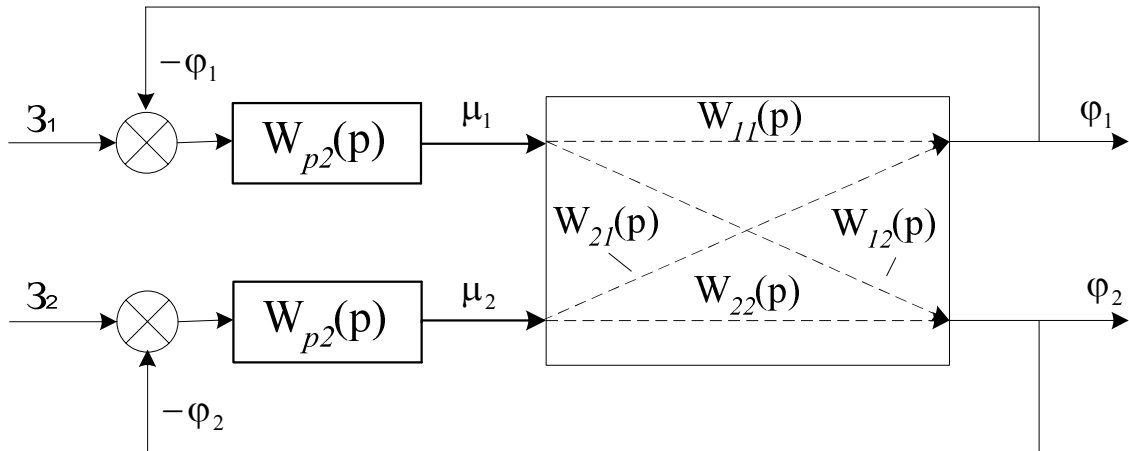 −φ₁
З₁
Wₚ₂(p)
μ₁
W₁₁(p)
φ₁
W₂₁(p)
W₁₂(p)
З₂
Wₚ₂(p)
μ₂
W₂₂(p)
φ₂
−φ₂